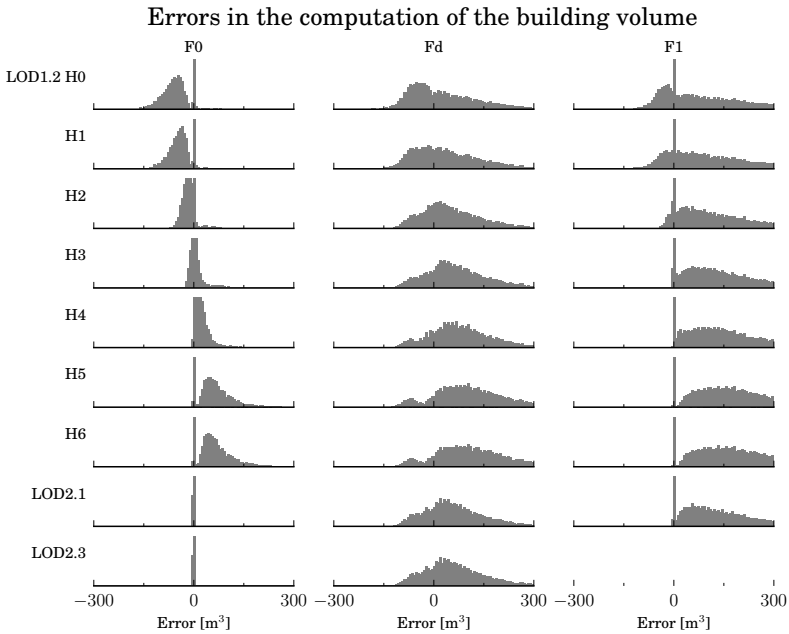 Errors in the computation of the building volume
F0 Fd F1
LOD1.2 H0
H1
H2
H3
H4
H5
H6
LOD2.1
LOD2.3
−300 0 300 −300 0 300 −300 0 300
Error [m³] Error [m³] Error [m³]